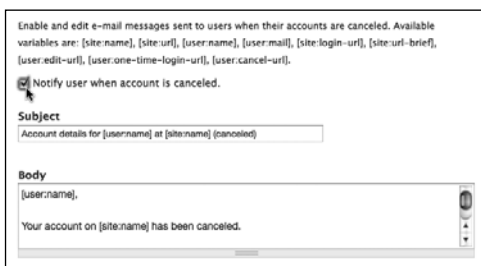 Enable and edit e-mail messages sent to users when their accounts are canceled. Available
variables are: [site:name], [site:url], [user:name], [user:mail], [site:login-url], [site:url-brief],
[user:edit-url], [user:one-time-login-url], [user:cancel-url].
Notify user when account is canceled.
Subject
Account details for [user:name] at [site:name] (canceled)
Body
[user:name],
Your account on [site:name] has been canceled.